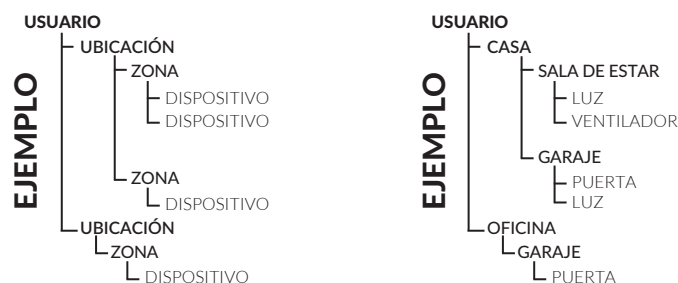 EJEMPLO
USUARIO
UBICACIÓN
ZONA
DISPOSITIVO
DISPOSITIVO
ZONA
DISPOSITIVO
UBICACIÓN
ZONA
DISPOSITIVO
EJEMPLO
USUARIO
CASA
SALA DE ESTAR
LUZ
VENTILADOR
GARAJE
PUERTA
LUZ
OFICINA
GARAJE
PUERTA